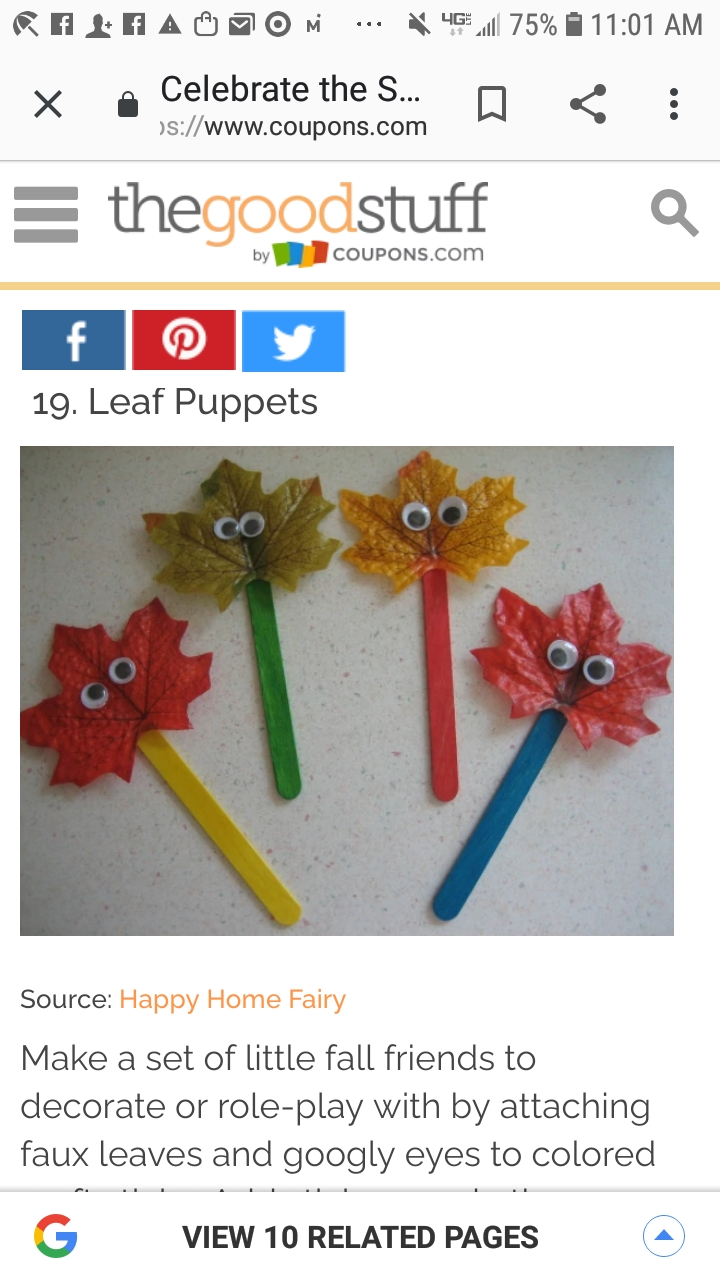 4G 75% 11:01 AM
Celebrate the S...
os://www.coupons.com
thegoodstuff
by COUPONS.com
19. Leaf Puppets
Source: Happy Home Fairy
Make a set of little fall friends to
decorate or role-play with by attaching
faux leaves and googly eyes to colored
VIEW 10 RELATED PAGES